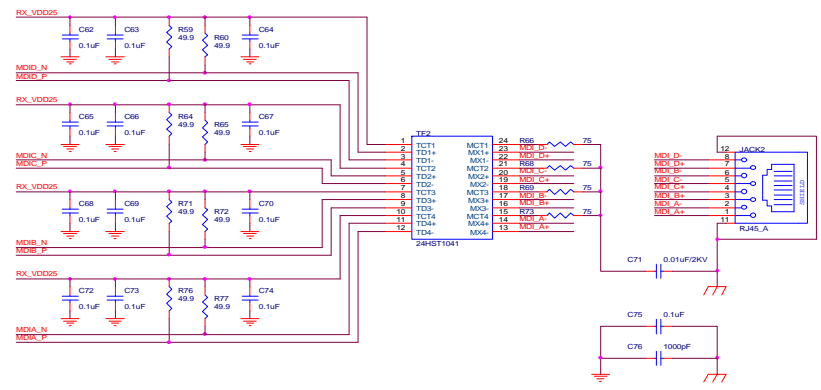 RX_VDD25
C62 C63 R59 R60 C64
0.1uF 0.1uF 49.9 49.9 0.1uF
MDID_N
MDID_P
RX_VDD25
C65 C66 R64 R65 C67
0.1uF 0.1uF 49.9 49.9 0.1uF
MDIC_N
MDIC_P
RX_VDD25
C68 C69 R71 R72 C70
0.1uF 0.1uF 49.9 49.9 0.1uF
MDIB_N
MDIB_P
RX_VDD25
C72 C73 R76 R77 C74
0.1uF 0.1uF 49.9 49.9 0.1uF
MDIA_N
MDIA_P
TF2
1 TCT1 MCT1 24 R66 75
2 TD1+ MX1+ 23 MDI_D-
3 TD1- MX1- 22 MDI_D+
4 TCT2 MCT2 21 R68 75
5 TD2+ MX2+ 20 MDI_C-
6 TD2- MX2- 19 MDI_C+
7 TCT3 MCT3 18 R69 75
8 TD3+ MX3+ 17 MDI_B-
9 TD3- MX3- 16 MDI_B+
10 TCT4 MCT4 15 R73 75
11 TD4+ MX4+ 14 MDI_A-
12 TD4- MX4- 13 MDI_A+
24HST1041
12 JACK2
MDI_D- 8
MDI_D+ 7
MDI_B- 6
MDI_C- 5
MDI_C+ 4
MDI_B+ 3
MDI_A- 2
MDI_A+ 1
11
SHIELD
RJ45_A
C71 0.01uF/2KV
C75 0.1uF
C76 1000pF